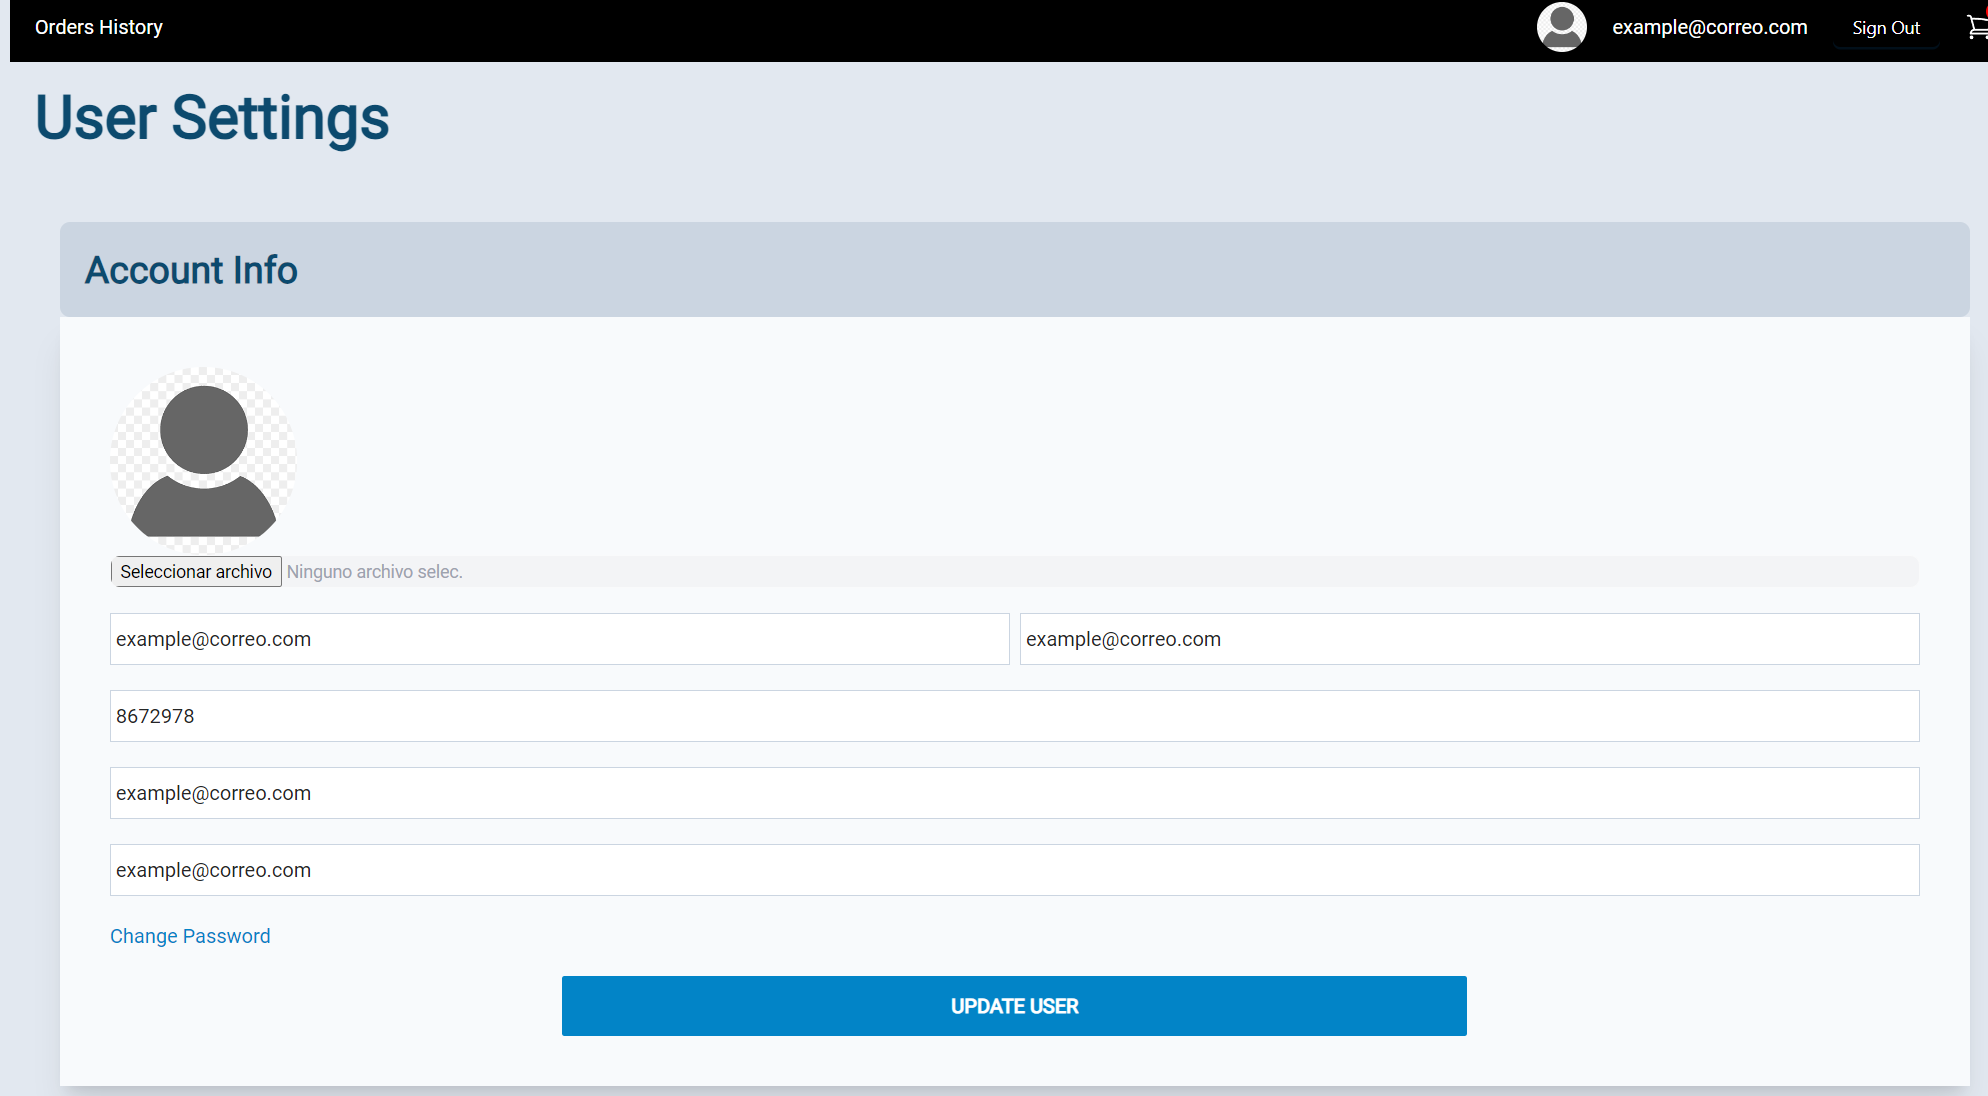 Orders History
example@correo.com
Sign Out
User Settings
Account Info
Seleccionar archivo Ninguno archivo selec.
example@correo.com
example@correo.com
8672978
example@correo.com
example@correo.com
Change Password
UPDATE USER